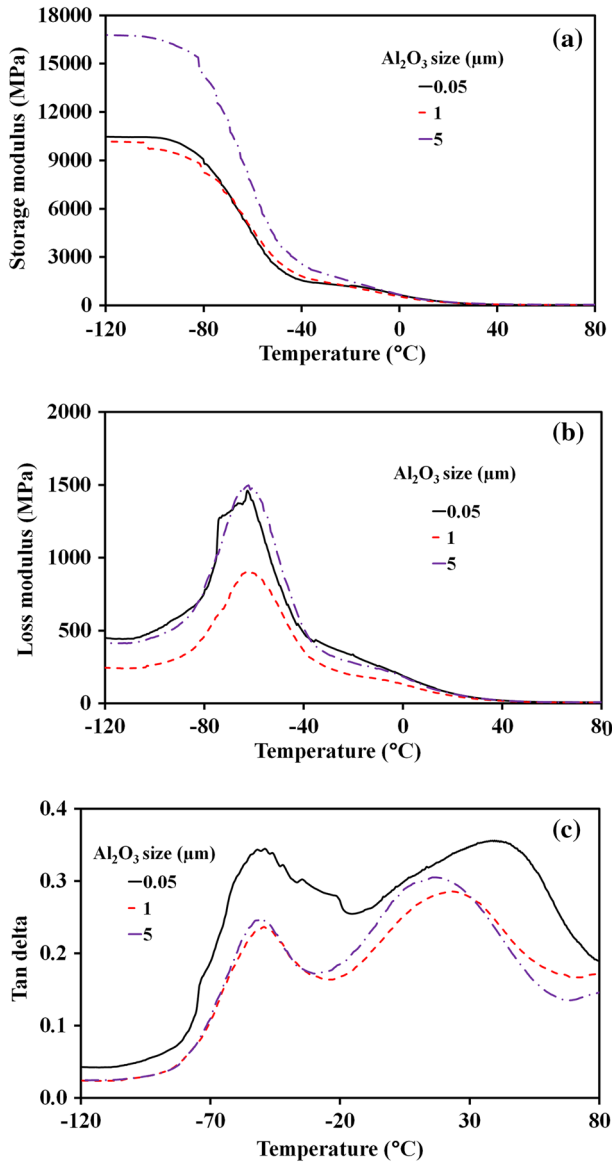 (a)
Al₂O₃ size (µm)
0.05
1
5
Storage modulus (MPa)
18000
15000
12000
9000
6000
3000
0
-120 -80 -40 0 40 80
Temperature (°C)
(b)
Al₂O₃ size (µm)
0.05
1
5
Loss modulus (MPa)
2000
1500
1000
500
0
-120 -80 -40 0 40 80
Temperature (°C)
(c)
Al₂O₃ size (µm)
0.05
1
5
Tan delta
0.4
0.3
0.2
0.1
0.0
-120 -70 -20 30 80
Temperature (°C)